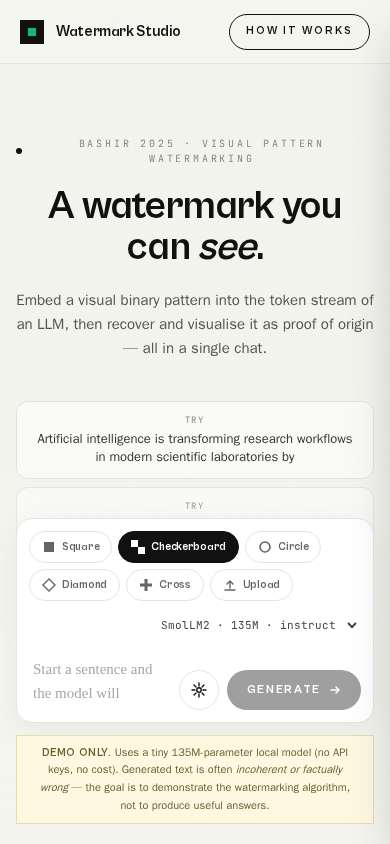 Watermark Studio
HOW IT WORKS
BASHIR 2025 · VISUAL PATTERN
WATERMARKING
A watermark you
can see.
Embed a visual binary pattern into the token stream of
an LLM, then recover and visualise it as proof of origin
— all in a single chat.
TRY
Artificial intelligence is transforming research workflows
in modern scientific laboratories by
TRY
Square
Checkerboard
Circle
Diamond
Cross
Upload
SmolLM2 · 135M · instruct
Start a sentence and
the model will
GENERATE →
DEMO ONLY. Uses a tiny 135M-parameter local model (no API
keys, no cost). Generated text is often incoherent or factually
wrong — the goal is to demonstrate the watermarking algorithm,
not to produce useful answers.